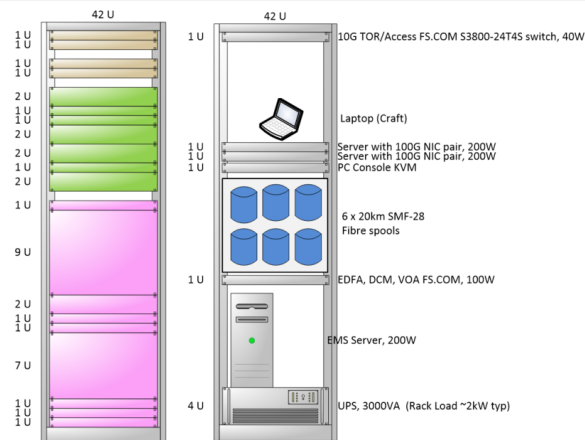 42 U
1 U
1 U
1 U
1 U
2 U
1 U
1 U
2 U
2 U
1 U
2 U
1 U
9 U
2 U
1 U
1 U
7 U
1 U
1 U
1 U
42 U
1 U 10G TOR/Access FS.COM S3800-24T4S switch, 40W
Laptop (Craft)
1 U Server with 100G NIC pair, 200W
1 U Server with 100G NIC pair, 200W
1 U PC Console KVM
6 x 20km SMF-28
Fibre spools
1 U EDFA, DCM, VOA FS.COM, 100W
EMS Server, 200W
4 U UPS, 3000VA (Rack Load ~2kW typ)